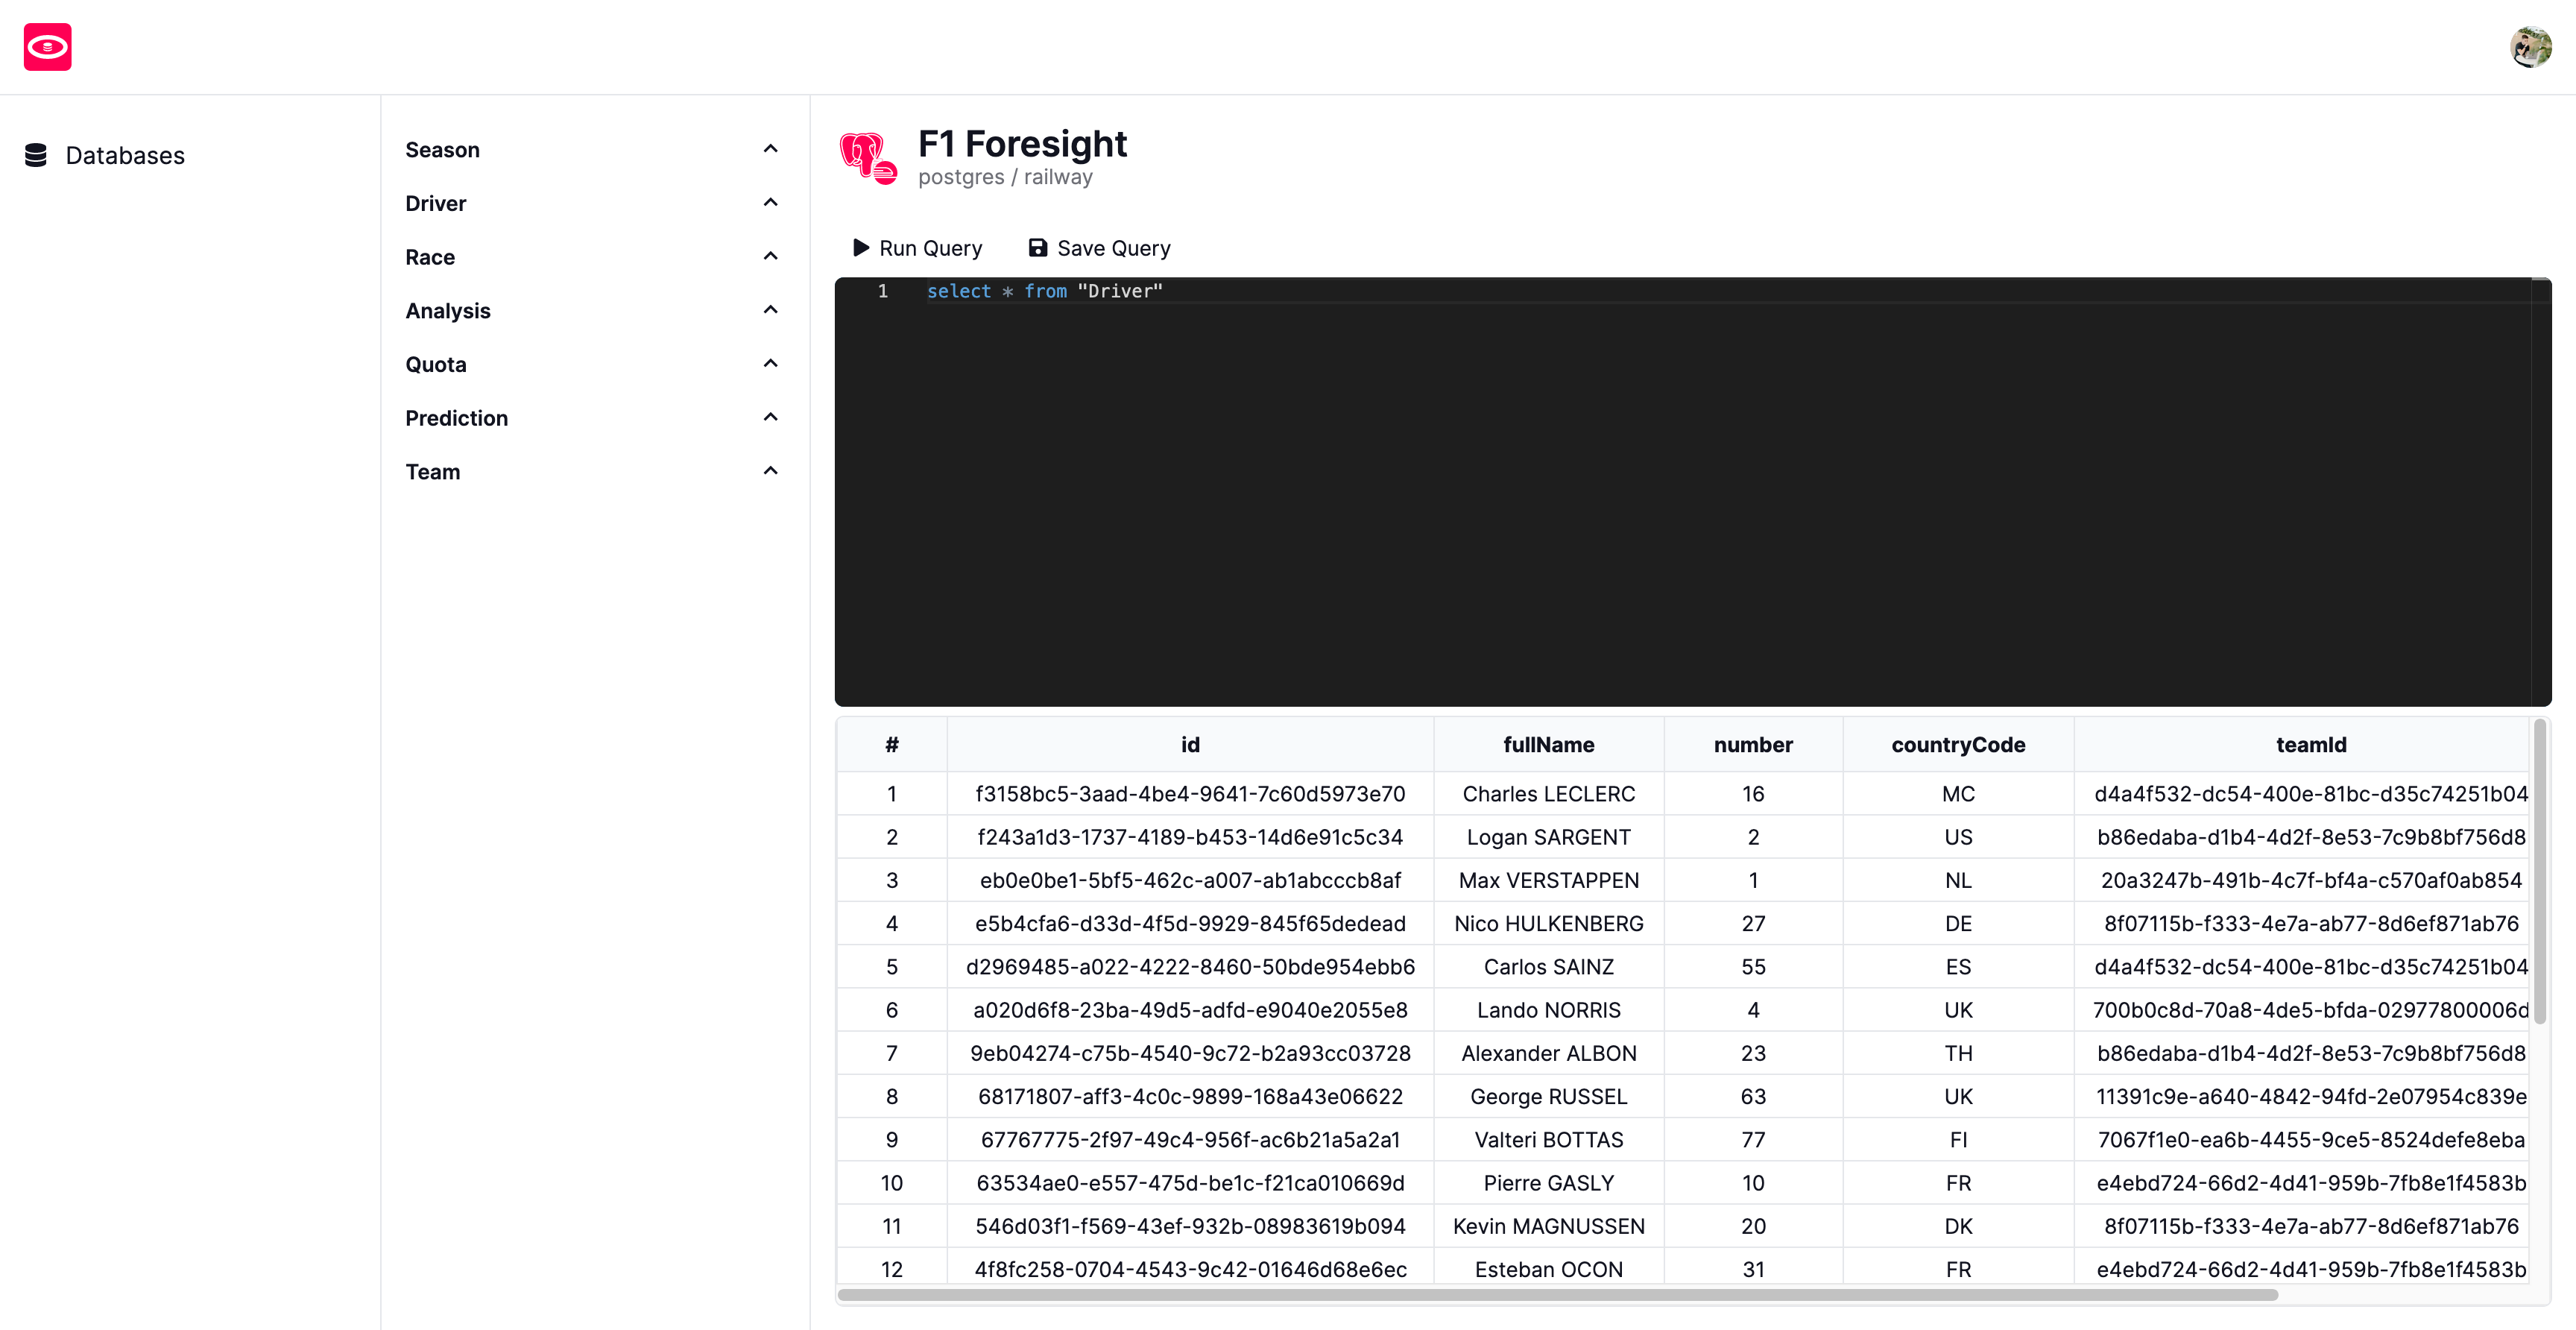 Databases
Season
Driver
Race
Analysis
Quota
Prediction
Team
F1 Foresight
postgres / railway
Run Query Save Query
1 select * from "Driver"
# id fullName number countryCode teamId
1 f3158bc5-3aad-4be4-9641-7c60d5973e70 Charles LECLERC 16 MC d4a4f532-dc54-400e-81bc-d35c74251b04
2 f243a1d3-1737-4189-b453-14d6e91c5c34 Logan SARGENT 2 US b86edaba-d1b4-4d2f-8e53-7c9b8bf756d8
3 eb0e0be1-5bf5-462c-a007-ab1abcccb8af Max VERSTAPPEN 1 NL 20a3247b-491b-4c7f-bf4a-c570af0ab854
4 e5b4cfa6-d33d-4f5d-9929-845f65dedead Nico HULKENBERG 27 DE 8f07115b-f333-4e7a-ab77-8d6ef871ab76
5 d2969485-a022-4222-8460-50bde954ebb6 Carlos SAINZ 55 ES d4a4f532-dc54-400e-81bc-d35c74251b04
6 a020d6f8-23ba-49d5-adfd-e9040e2055e8 Lando NORRIS 4 UK 700b0c8d-70a8-4de5-bfda-02977800006d
7 9eb04274-c75b-4540-9c72-b2a93cc03728 Alexander ALBON 23 TH b86edaba-d1b4-4d2f-8e53-7c9b8bf756d8
8 68171807-aff3-4c0c-9899-168a43e06622 George RUSSEL 63 UK 11391c9e-a640-4842-94fd-2e07954c839e
9 67767775-2f97-49c4-956f-ac6b21a5a2a1 Valteri BOTTAS 77 FI 7067f1e0-ea6b-4455-9ce5-8524defe8eba
10 63534ae0-e557-475d-be1c-f21ca010669d Pierre GASLY 10 FR e4ebd724-66d2-4d41-959b-7fb8e1f4583b
11 546d03f1-f569-43ef-932b-08983619b094 Kevin MAGNUSSEN 20 DK 8f07115b-f333-4e7a-ab77-8d6ef871ab76
12 4f8fc258-0704-4543-9c42-01646d68e6ec Esteban OCON 31 FR e4ebd724-66d2-4d41-959b-7fb8e1f4583b